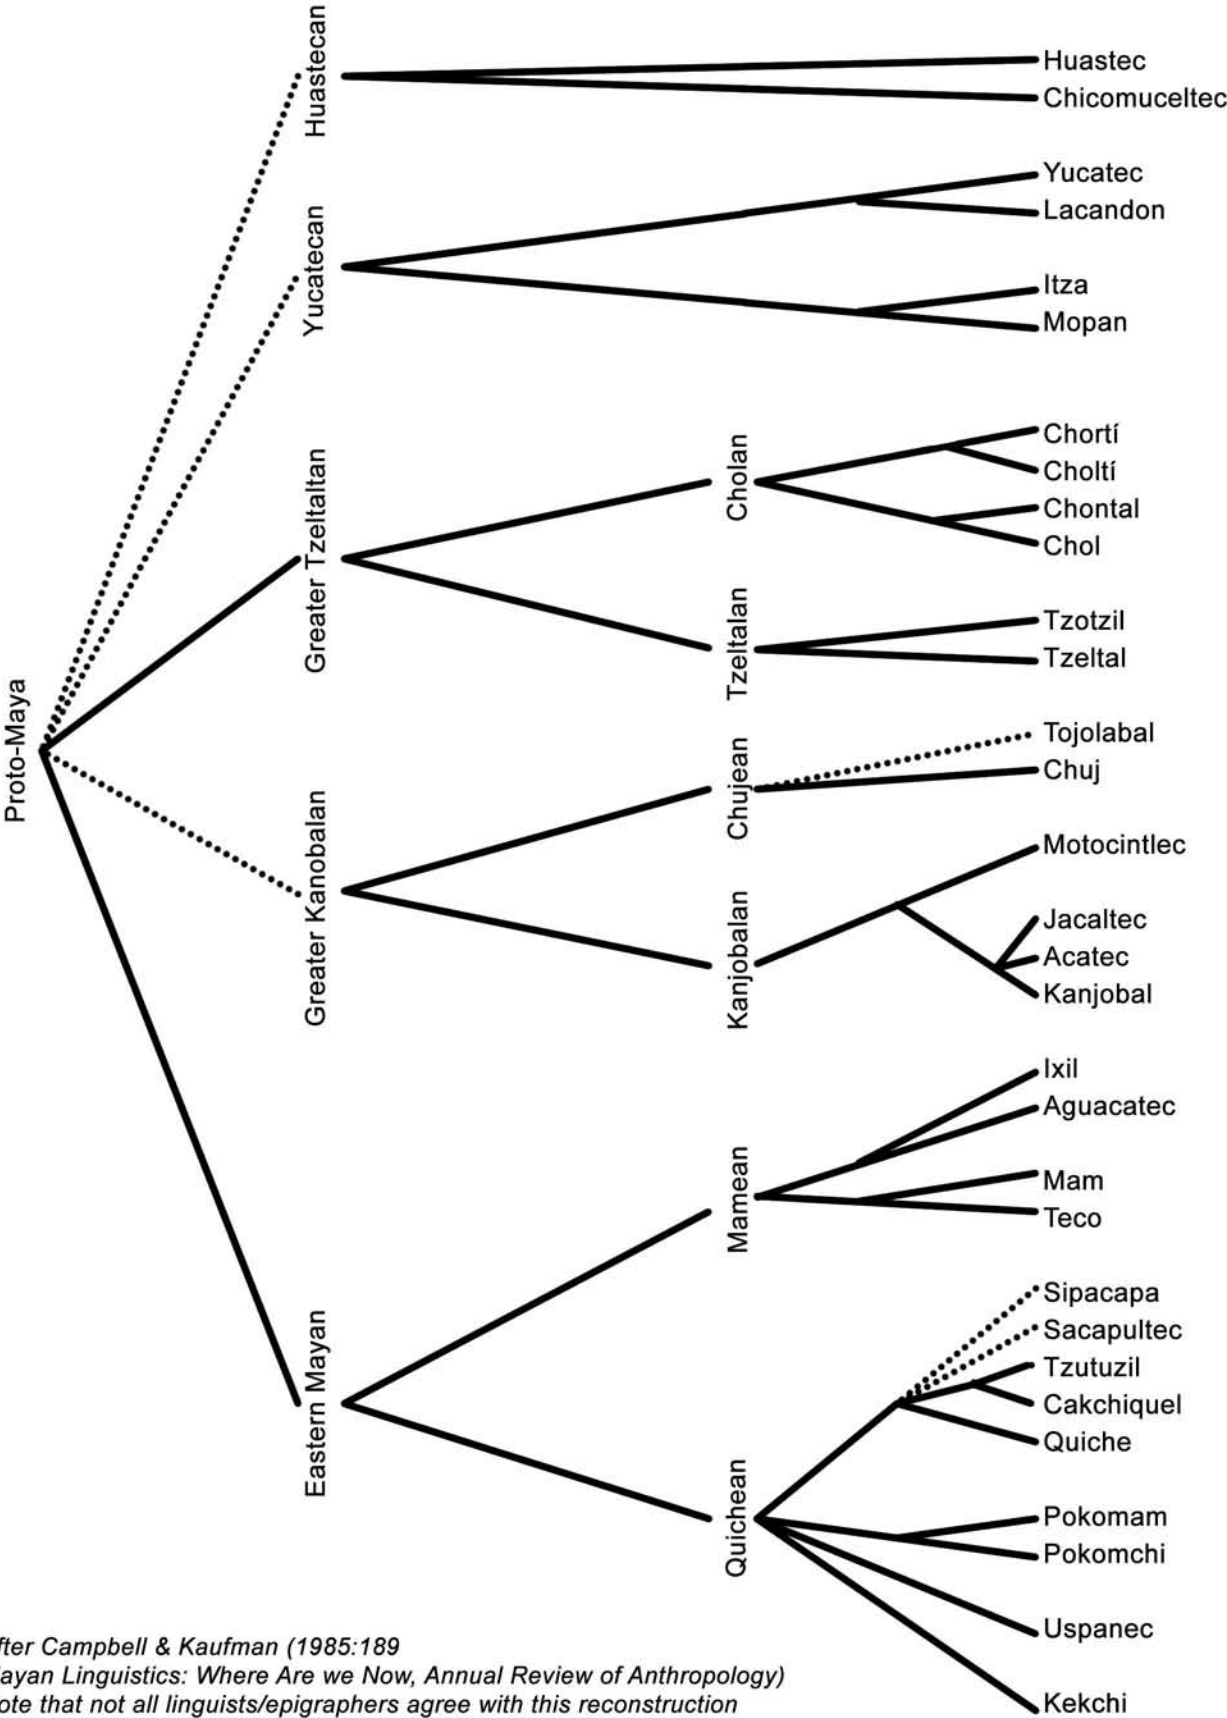 Proto-Maya
Huastecan
Yucatecan
Greater Tzeltaltan
Greater Kanobalan
Eastern Mayan
Cholan
Tzeltalan
Chujean
Kanjobalan
Mamean
Quichean
Huastec
Chicomuceltec
Yucatec
Lacandon
Itza
Mopan
Chortí
Choltí
Chontal
Chol
Tzotzil
Tzeltal
Tojolabal
Chuj
Motocintlec
Jacaltec
Acatec
Kanjobal
Ixil
Aguacatec
Mam
Teco
Sipacapa
Sacapultec
Tzutuzil
Cakchiquel
Quiche
Pokomam
Pokomchi
Uspanec
Kekchi
fter Campbell & Kaufman (1985:189
ayan Linguistics: Where Are we Now, Annual Review of Anthropology)
ote that not all linguists/epigraphers agree with this reconstruction